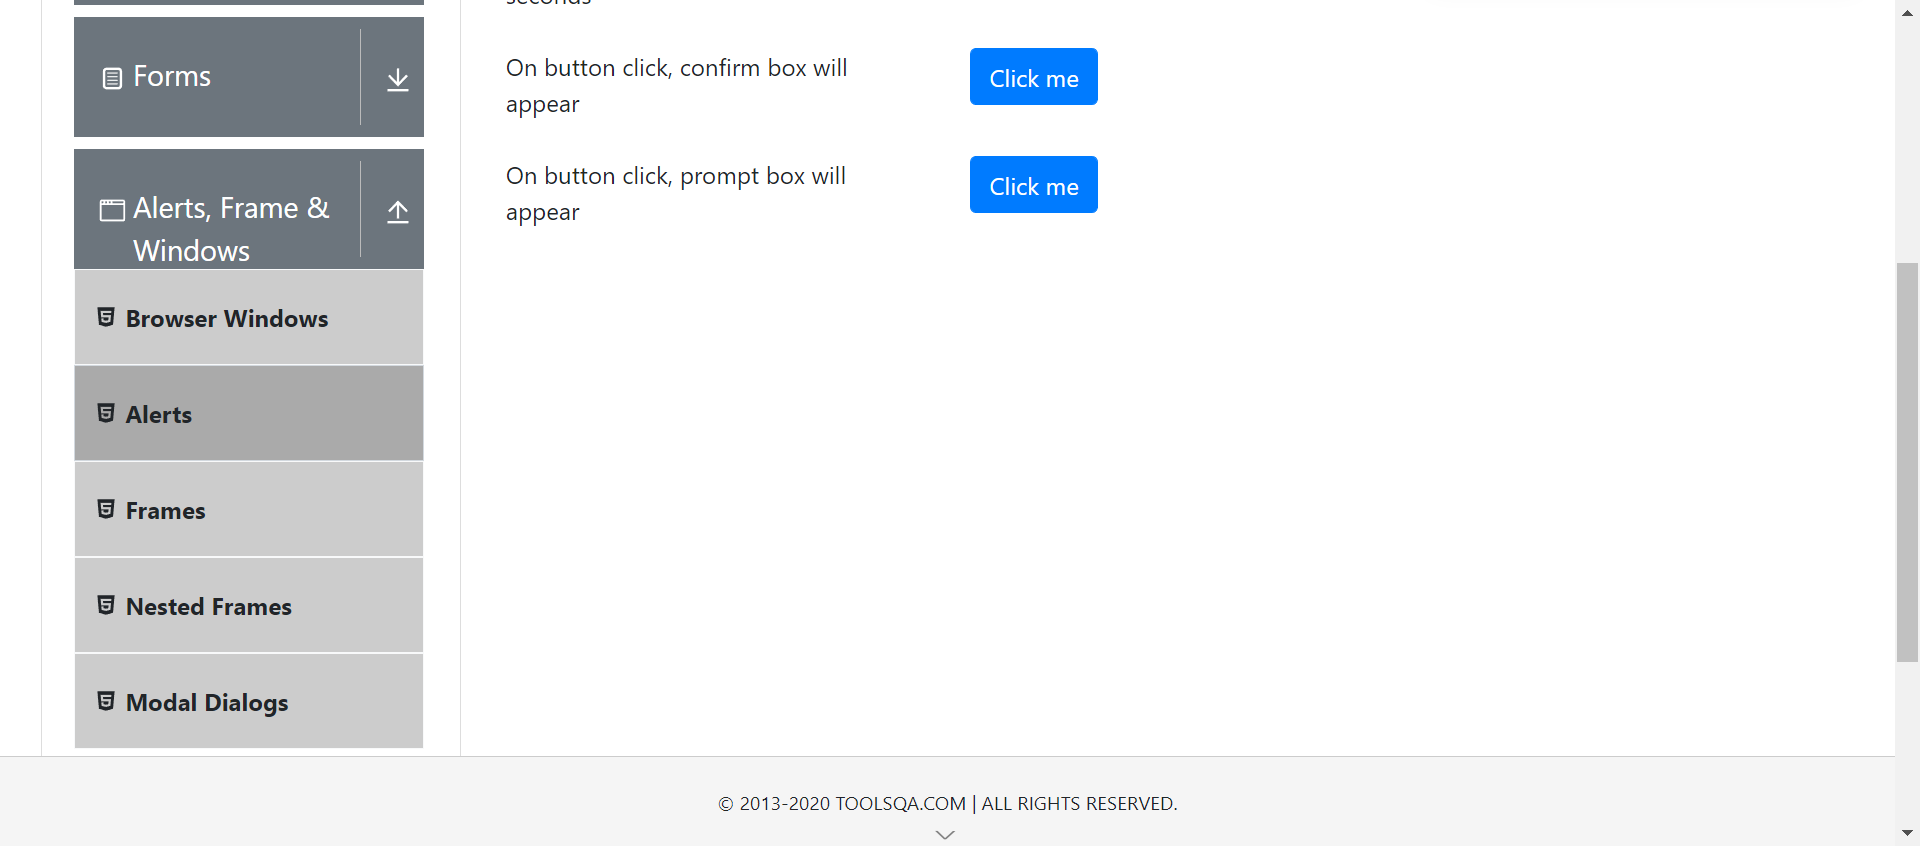 Forms
Alerts, Frame &
Windows
Browser Windows
Alerts
Frames
Nested Frames
Modal Dialogs
seconds
On button click, confirm box will
appear
Click me
On button click, prompt box will
appear
Click me
© 2013-2020 TOOLSQA.COM | ALL RIGHTS RESERVED.